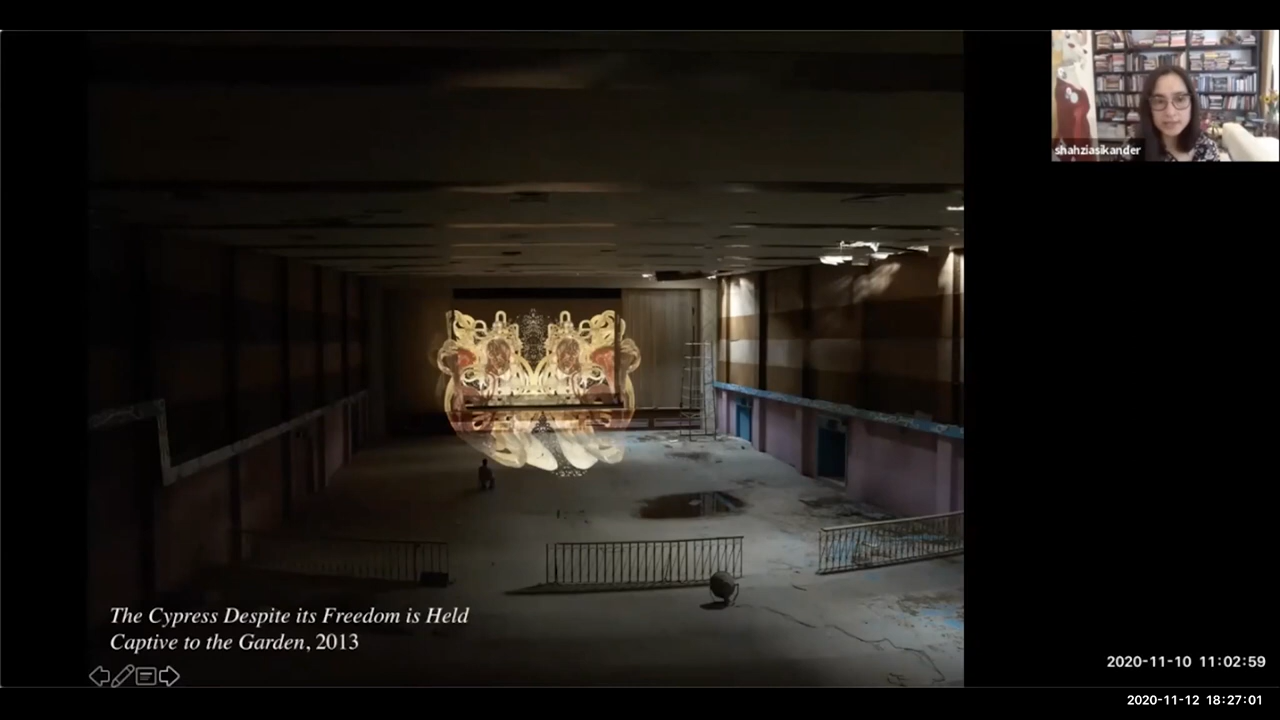 shahziasikander
The Cypress Despite its Freedom is Held
Captive to the Garden, 2013
2020-11-10 11:02:59
2020-11-12 18:27:01